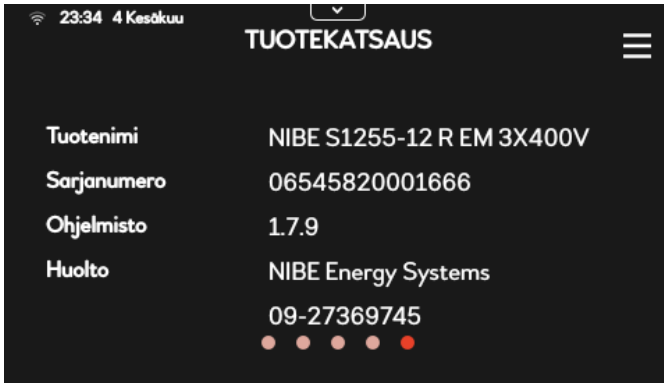 23:34 4 Kesäkuu
TUOTEKATSAUS
Tuotenimi NIBE S1255-12 R EM 3X400V
Sarjanumero 06545820001666
Ohjelmisto 1.7.9
Huolto NIBE Energy Systems
09-27369745